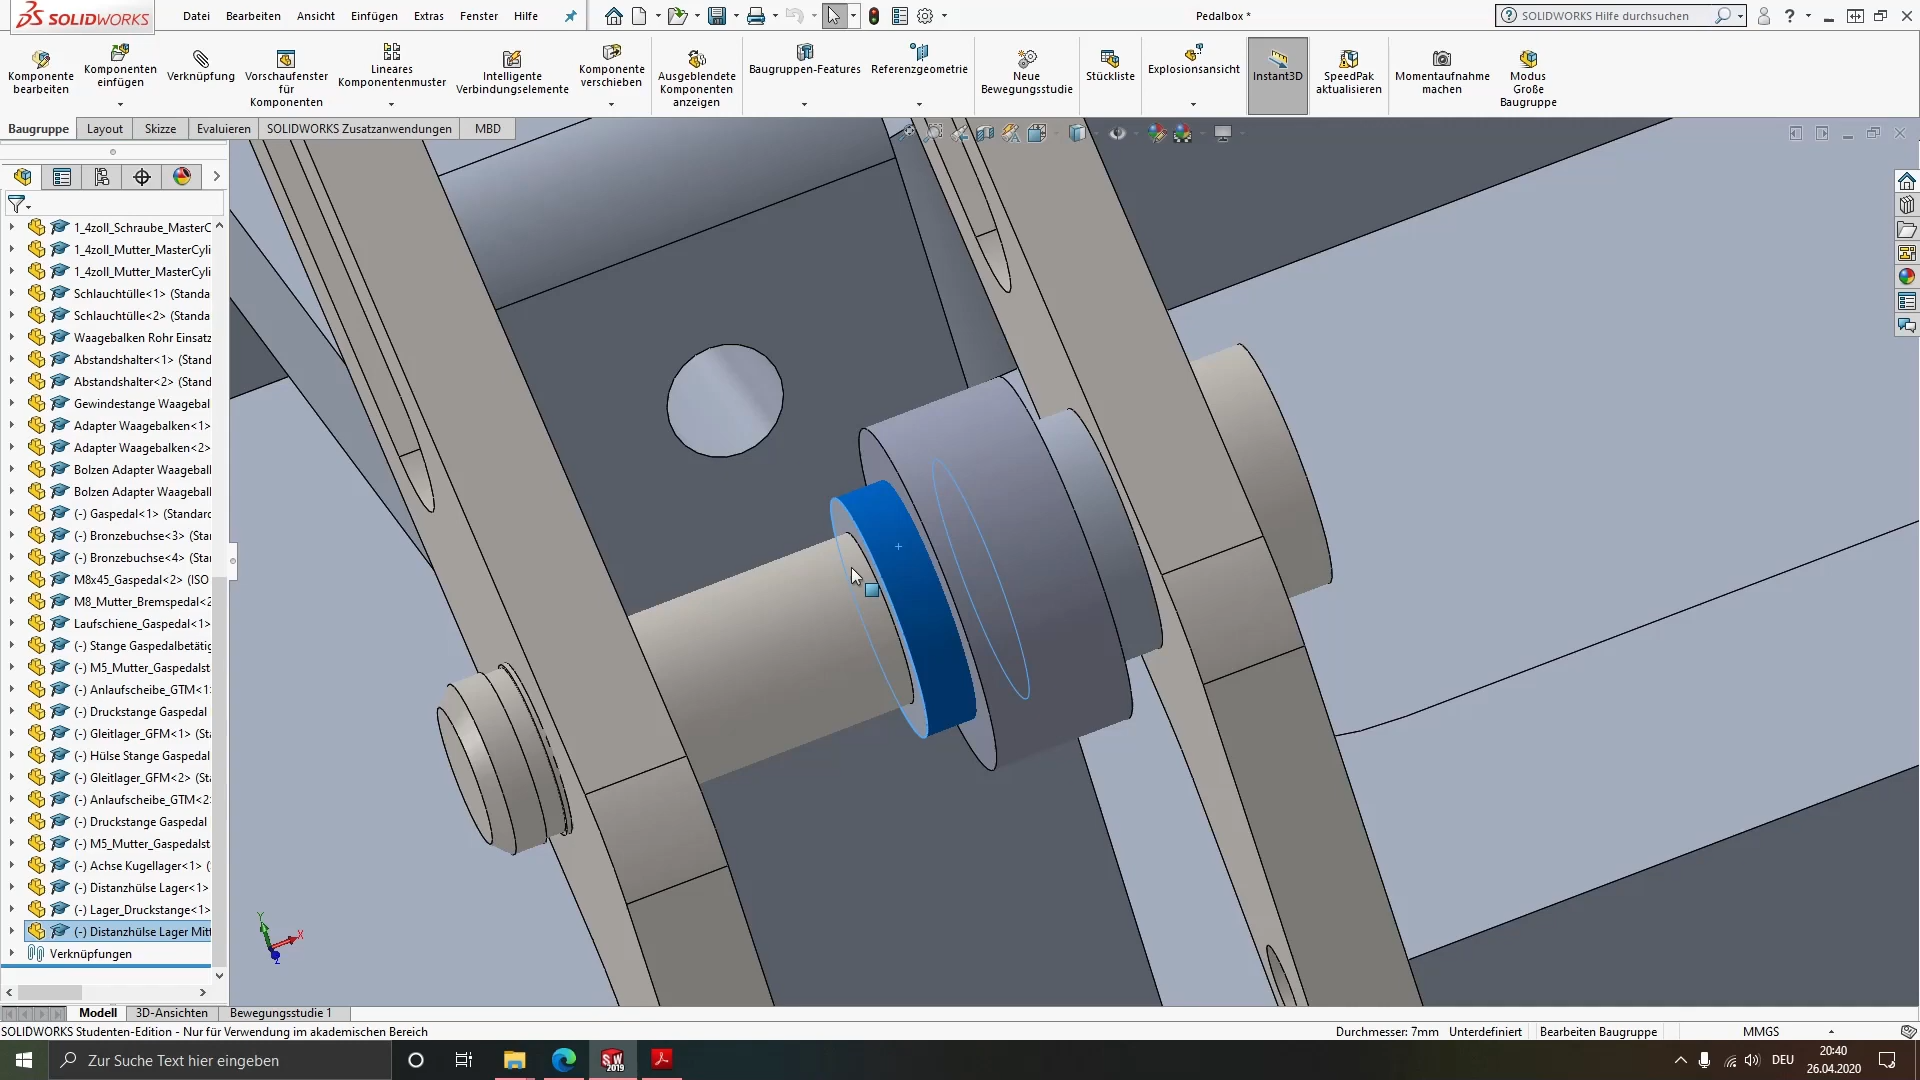 SOLIDWORKS
Datei Bearbeiten Ansicht Einfügen Extras Fenster Hilfe
Pedalbox *
SOLIDWORKS Hilfe durchsuchen
Komponente bearbeiten
Komponenten einfügen
Verknüpfung
Vorschaufenster für Komponenten
Lineares Komponentenmuster
Intelligente Verbindungselemente
Komponente verschieben
Ausgeblendete Komponenten anzeigen
Baugruppen-Features
Referenzgeometrie
Neue Bewegungsstudie
Stückliste
Explosionsansicht
Instant3D
SpeedPak aktualisieren
Momentaufnahme machen
Modus Große Baugruppe
Baugruppe Layout Skizze Evaluieren SOLIDWORKS Zusatzanwendungen MBD
1_4zoll_Schraube_MasterC
1_4zoll_Mutter_MasterCyli
1_4zoll_Mutter_MasterCyli
Schlauchtülle<1> (Standa
Schlauchtülle<2> (Standa
Waagebalken Rohr Einsatz
Abstandshalter<1> (Stand
Abstandshalter<2> (Stand
Gewindestange Waagebal
Adapter Waagebalken<1>
Adapter Waagebalken<2>
Bolzen Adapter Waageball
Bolzen Adapter Waageball
(-) Gaspedal<1> (Standard
(-) Bronzebuchse<3> (Star
(-) Bronzebuchse<4> (Star
M8x45_Gaspedal<2> (ISO
M8_Mutter_Bremspedal<2
Laufschiene_Gaspedal<1>
(-) Stange Gaspedalbetätig
(-) M5_Mutter_Gaspedalst
(-) Anlaufscheibe_GTM<1
(-) Druckstange Gaspedal
(-) Gleitlager_GFM<1> (Sta
(-) Hülse Stange Gaspedal
(-) Gleitlager_GFM<2> (Sta
(-) Anlaufscheibe_GTM<2
(-) Druckstange Gaspedal
(-) M5_Mutter_Gaspedalst
(-) Achse Kugellager<1> (
(-) Distanzhülse Lager<1>
(-) Lager_Druckstange<1>
(-) Distanzhülse Lager Mitt
Verknüpfungen
Y
X
Z
Modell 3D-Ansichten Bewegungsstudie 1
SOLIDWORKS Studenten-Edition - Nur für Verwendung im akademischen Bereich
Durchmesser: 7mm Unterdefiniert Bearbeiten Baugruppe MMGS
Zur Suche Text hier eingeben
SW
2019
DEU
20:40
26.04.2020